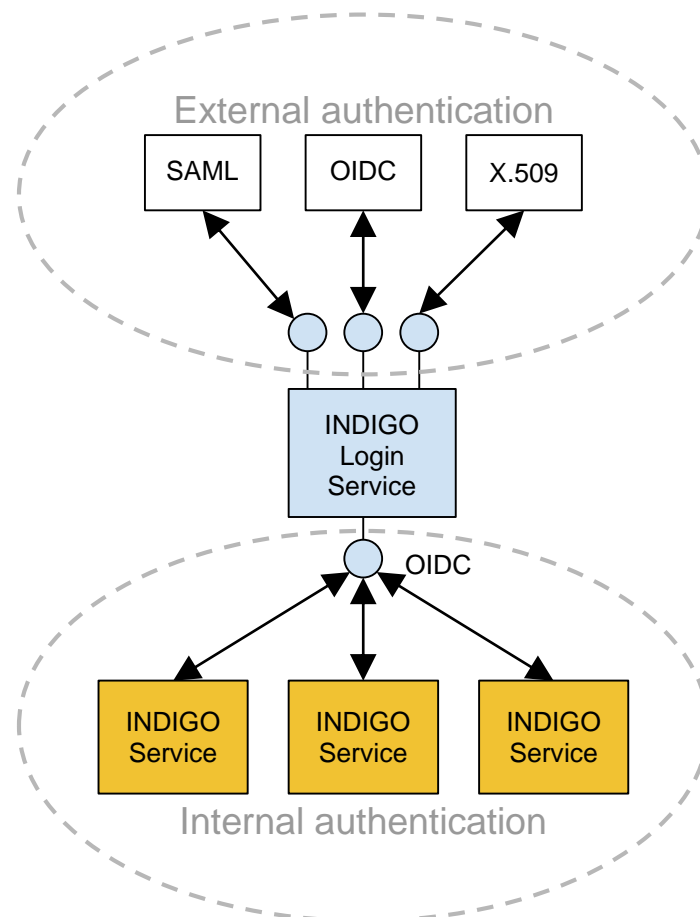 External authentication
SAML
OIDC
X.509
INDIGO
Login
Service
OIDC
INDIGO
Service
INDIGO
Service
INDIGO
Service
Internal authentication